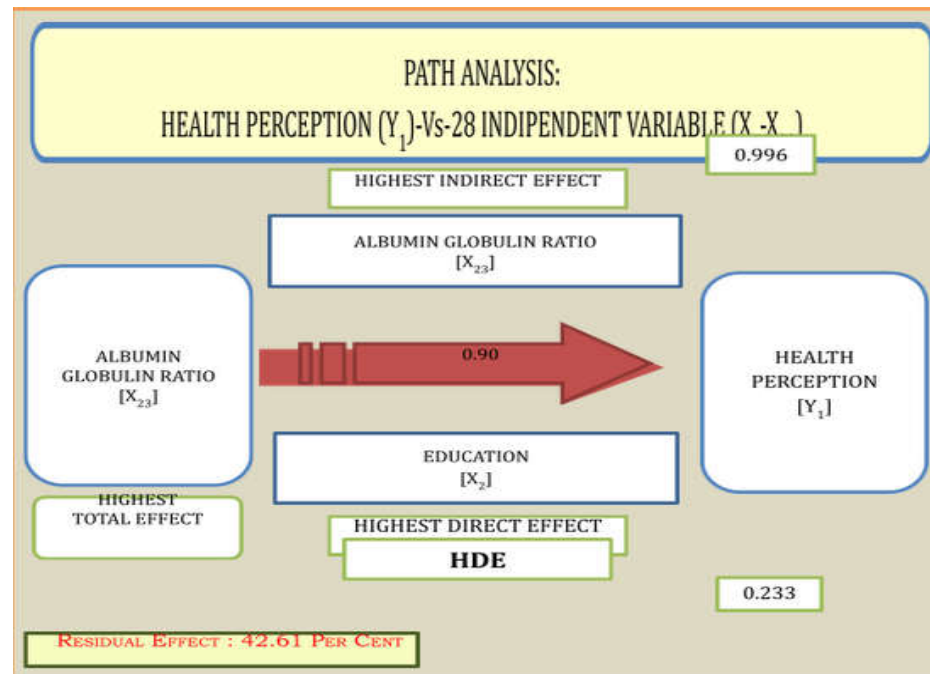 PATH ANALYSIS:
HEALTH PERCEPTION (Y₁)-Vs-28 INDIPENDENT VARIABLE (X -X )
0.996
HIGHEST INDIRECT EFFECT
ALBUMIN GLOBULIN RATIO
[X₂₃]
ALBUMIN
GLOBULIN RATIO
[X₂₃]
0.90
HEALTH
PERCEPTION
[Y₁]
EDUCATION
[X₂]
HIGHEST
TOTAL EFFECT
HIGHEST DIRECT EFFECT
HDE
0.233
RESIDUAL EFFECT : 42.61 PER CENT